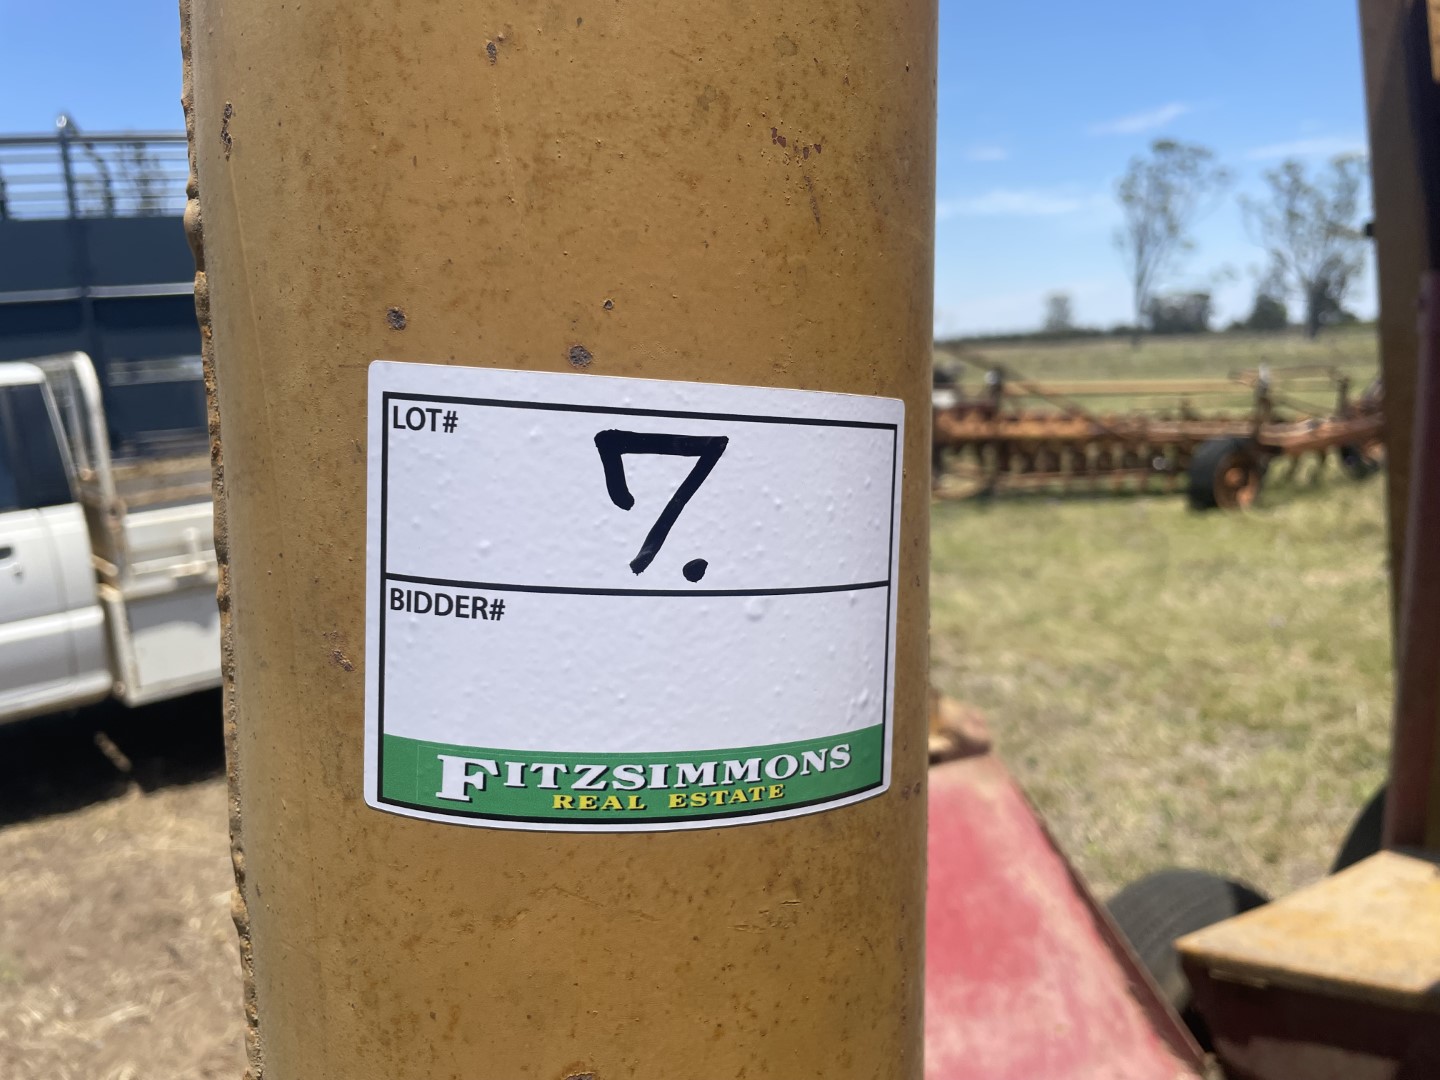 LOT#
7.
BIDDER#
FITZSIMMONS
REAL ESTATE